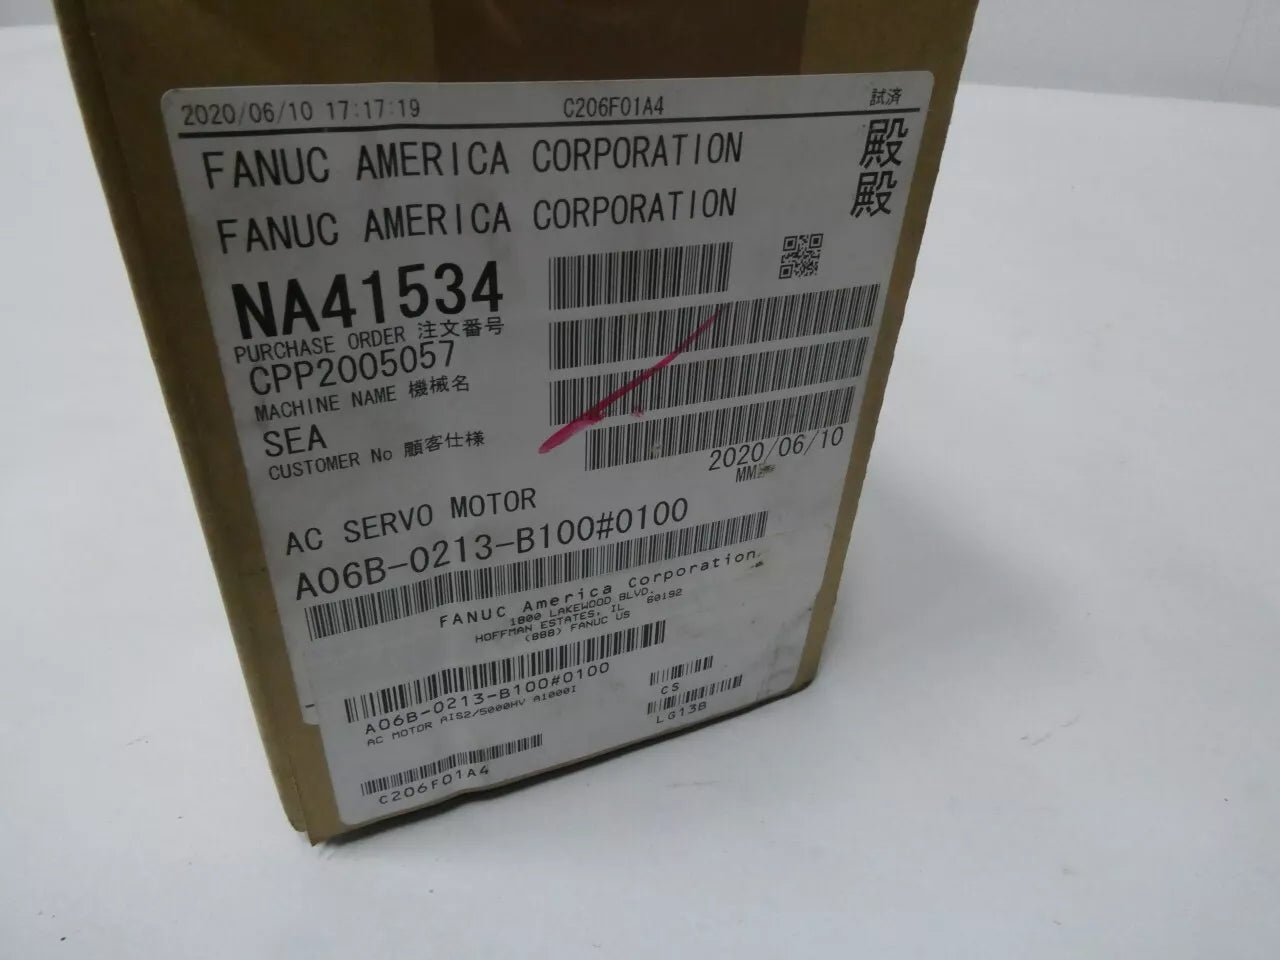 2020/06/10 17:17:19 C206F01A4 試済
FANUC AMERICA CORPORATION 殿
FANUC AMERICA CORPORATION 殿
NA41534
PURCHASE ORDER 注文番号
CPP2005057
MACHINE NAME 機械名
SEA
CUSTOMER No 顧客仕様
2020/06/10
MM
AC SERVO MOTOR
A06B-0213-B100#0100
FANUC America Corporation
1800 LAKEWOOD BLVD.
HOFFMAN ESTATES, IL 60192
(888) FANUC US
A06B-0213-B100#0100
AC MOTOR AIS2/5000HV A1000I
CS
LG13B
C206F01A4